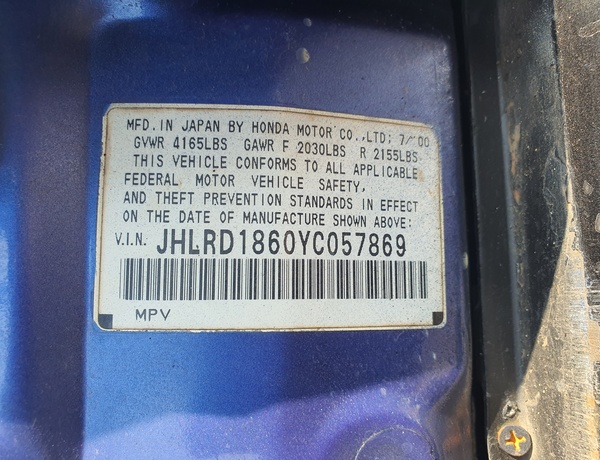 MFD. IN JAPAN BY HONDA MOTOR CO., LTD; 7/00
GVWR 4165LBS GAWR F 2030LBS R 2155LBS.
THIS VEHICLE CONFORMS TO ALL APPLICABLE
FEDERAL MOTOR VEHICLE SAFETY,
AND THEFT PREVENTION STANDARDS IN EFFECT
ON THE DATE OF MANUFACTURE SHOWN ABOVE:
V.I.N. JHLRD1860YC057869
MPV